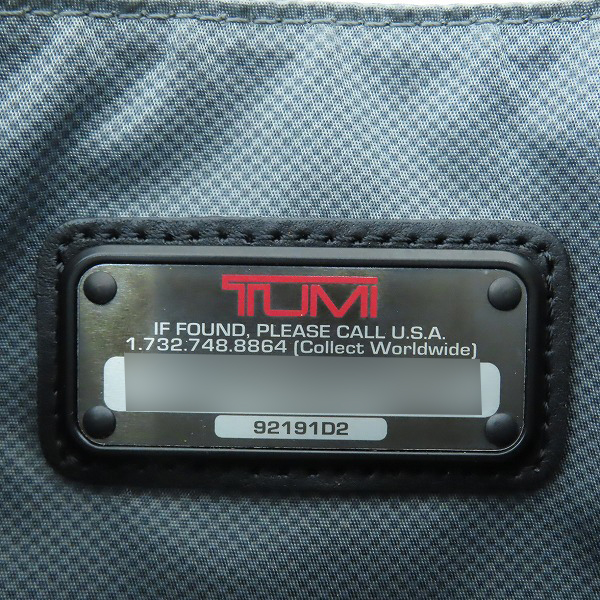 TUMI
IF FOUND, PLEASE CALL U.S.A.
1.732.748.8864 (Collect Worldwide)
92191D2